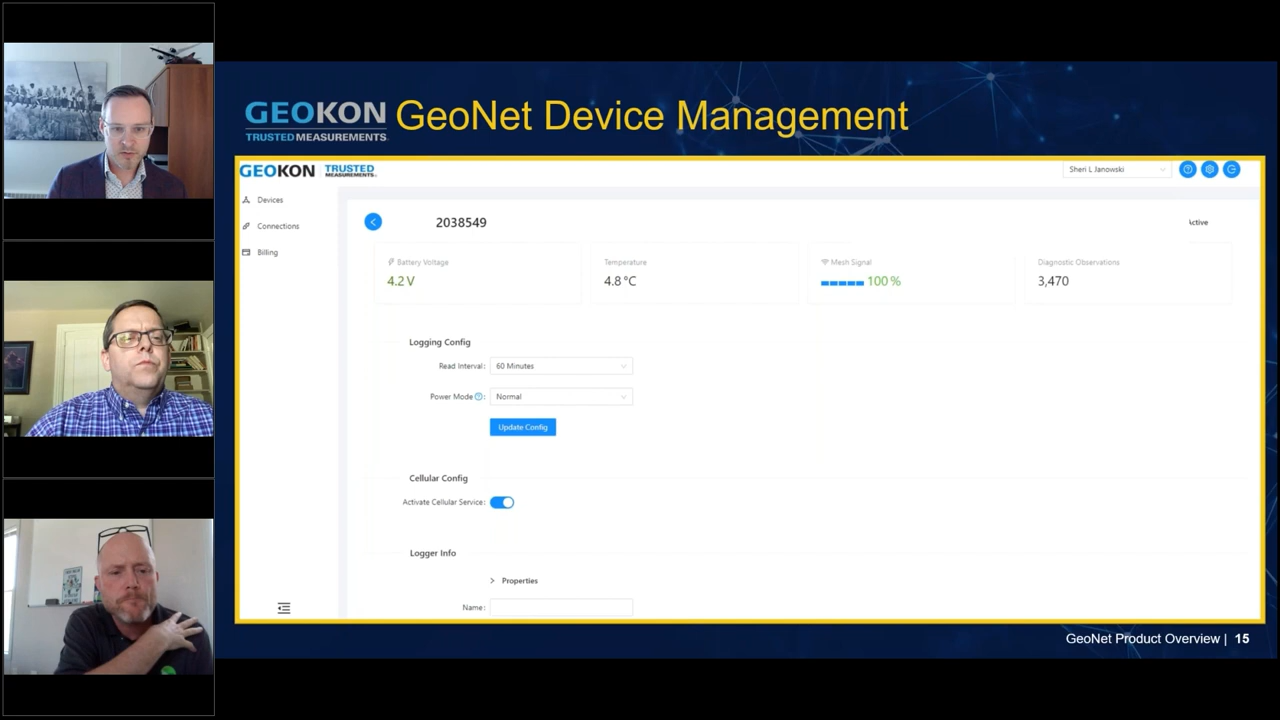 GEOKON
TRUSTED MEASUREMENTS
GeoNet Device Management
GEOKON TRUSTED MEASUREMENTS
Sheri L Janowski
Devices
Connections
Billing
2038549
Active
Battery Voltage
4.2 V
Temperature
4.8 °C
Mesh Signal
100 %
Diagnostic Observations
3,470
Logging Config
Read Interval: 60 Minutes
Power Mode : Normal
Update Config
Cellular Config
Activate Cellular Service:
Logger Info
Properties
Name:
GeoNet Product Overview | 15